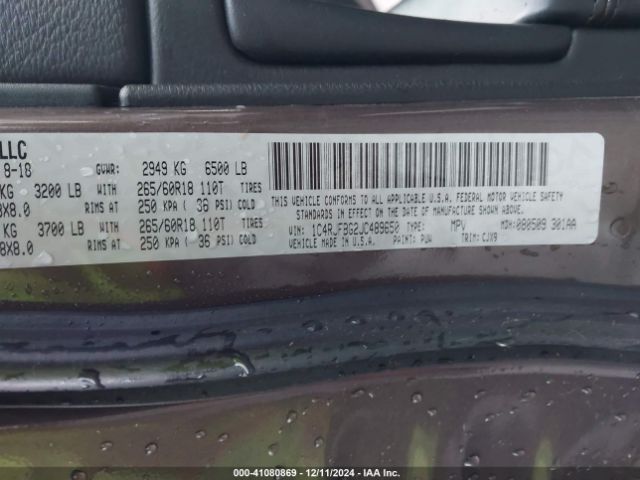 LLC
8-18 GVWR: 2949 KG 6500 LB
KG 3200 LB WITH 265/60R18 110T TIRES
8X8.0 RIMS AT 250 KPA ( 36 PSI) COLD
KG 3700 LB WITH 265/60R18 110T TIRES
8X8.0 RIMS AT 250 KPA ( 36 PSI) COLD
THIS VEHICLE CONFORMS TO ALL APPLICABLE U.S.A. FEDERAL MOTOR VEHICLE SAFETY
STANDARDS IN EFFECT ON THE DATE OF MANUFACTURE SHOWN ABOVE.
VIN: 1C4RJFBG2JC489650 TYPE: MPV MDH: 080509 301AA
VEHICLE MADE IN U.S.A. PAINT: PUW TRIM: CJX9
000-41080869 • 12/11/2024 - IAA Inc.